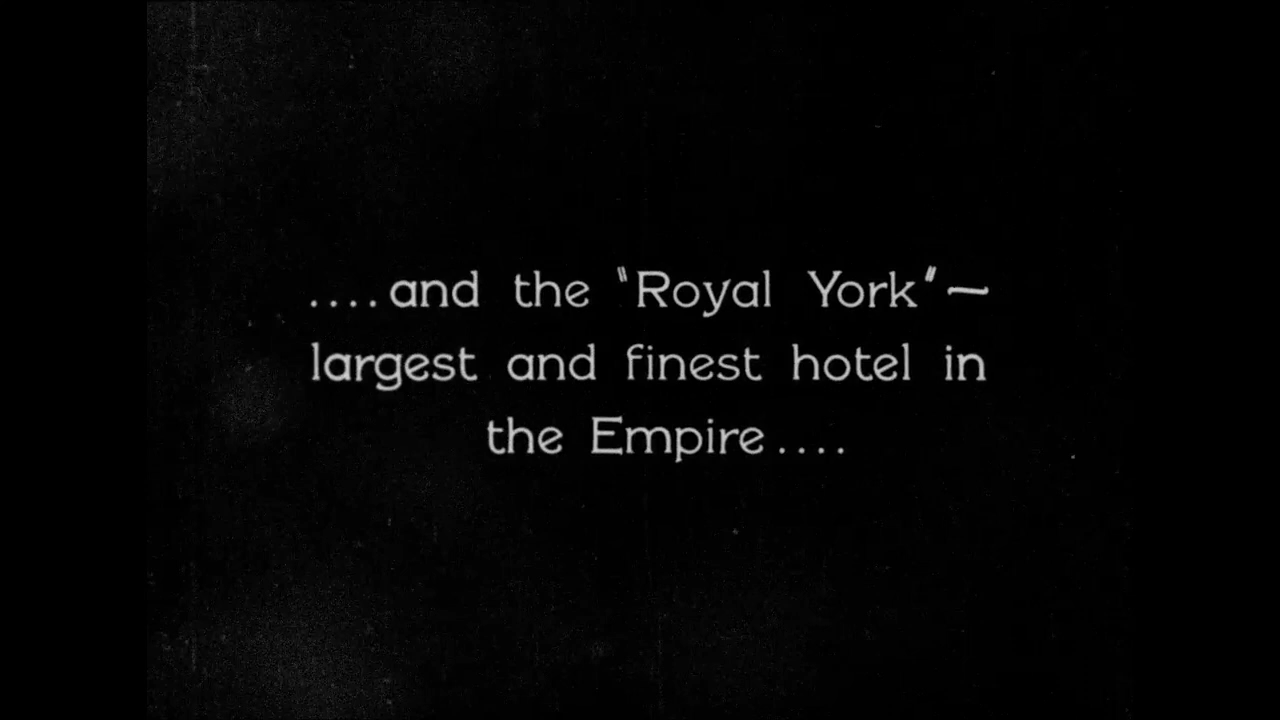 ....and the "Royal York"—
largest and finest hotel in
the Empire....